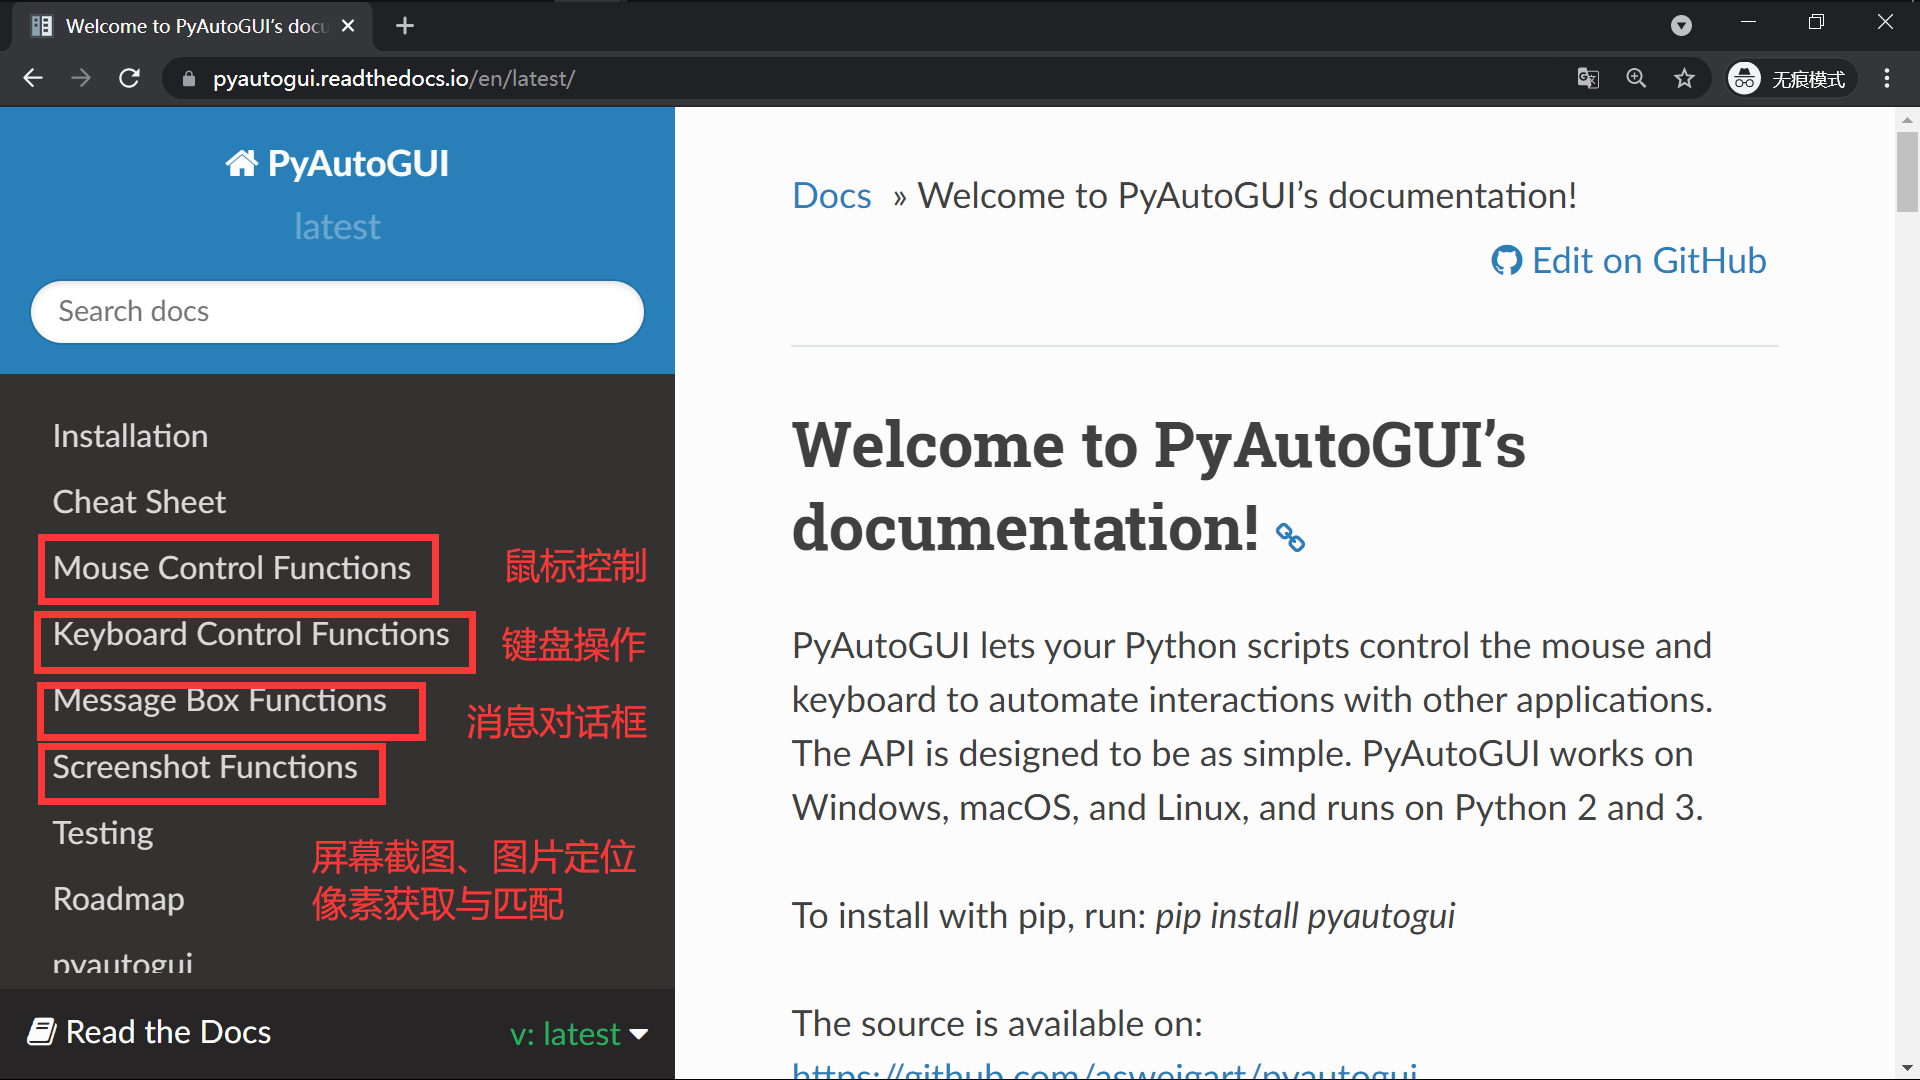 Welcome to PyAutoGUI’s docu
pyautogui.readthedocs.io/en/latest/
无痕模式
PyAutoGUI
latest
Search docs
Installation
Cheat Sheet
Mouse Control Functions
鼠标控制
Keyboard Control Functions
键盘操作
Message Box Functions
消息对话框
Screenshot Functions
Testing
屏幕截图、图片定位
Roadmap
像素获取与匹配
pyautogui
Read the Docs
v: latest
Docs » Welcome to PyAutoGUI’s documentation!
Edit on GitHub
Welcome to PyAutoGUI’s
documentation!
PyAutoGUI lets your Python scripts control the mouse and
keyboard to automate interactions with other applications.
The API is designed to be as simple. PyAutoGUI works on
Windows, macOS, and Linux, and runs on Python 2 and 3.
To install with pip, run: pip install pyautogui
The source is available on:
https://github.com/asweigart/pyautogui